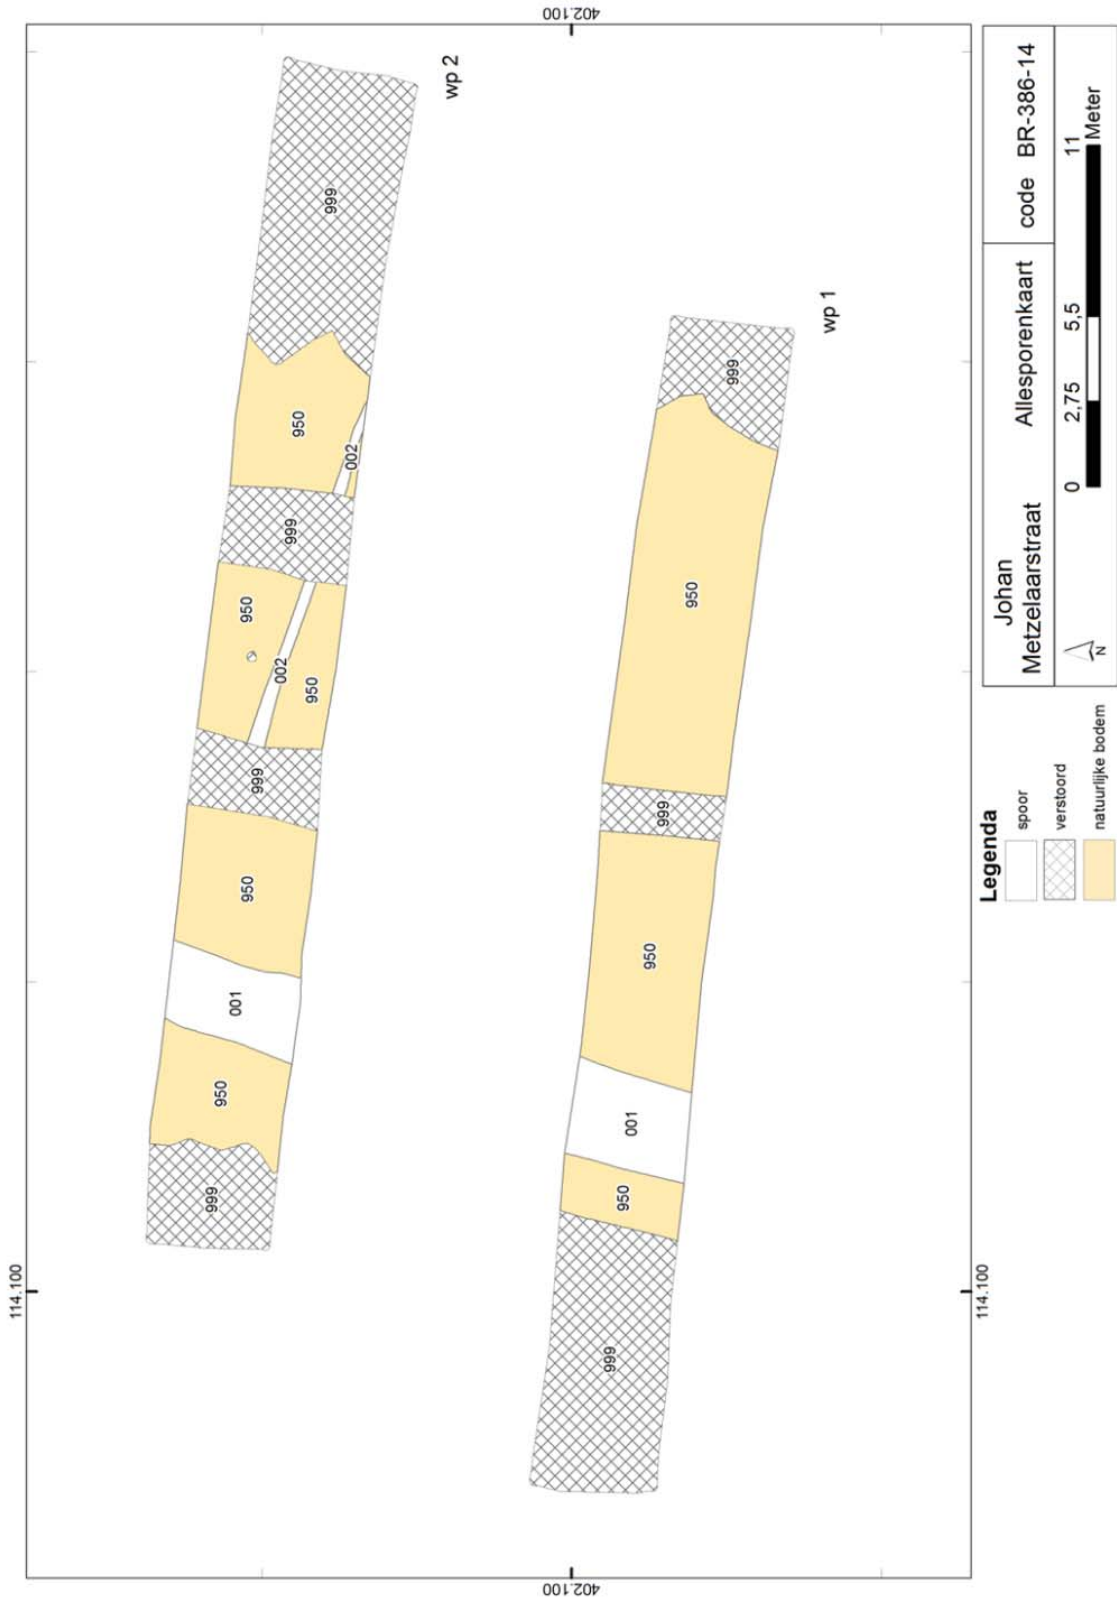 402.100
114.100
wp 2
999
950
002
999
950
002
950
999
950
001
950
999
wp 1
999
950
999
950
001
950
999
114.100
402.100
Johan
Metzelaarstraat
Allesporenkaart
code BR-386-14
N
0 2,75 5,5 11
Meter
Legenda
spoor
verstoord
natuurlijke bodem